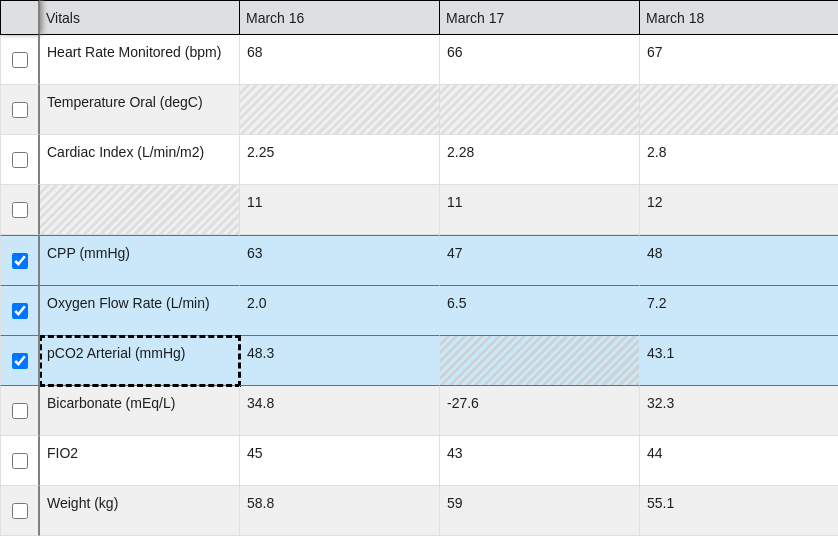 Vitals March 16 March 17 March 18
Heart Rate Monitored (bpm) 68 66 67
Temperature Oral (degC)
Cardiac Index (L/min/m2) 2.25 2.28 2.8
11 11 12
CPP (mmHg) 63 47 48
Oxygen Flow Rate (L/min) 2.0 6.5 7.2
pCO2 Arterial (mmHg) 48.3 43.1
Bicarbonate (mEq/L) 34.8 -27.6 32.3
FIO2 45 43 44
Weight (kg) 58.8 59 55.1